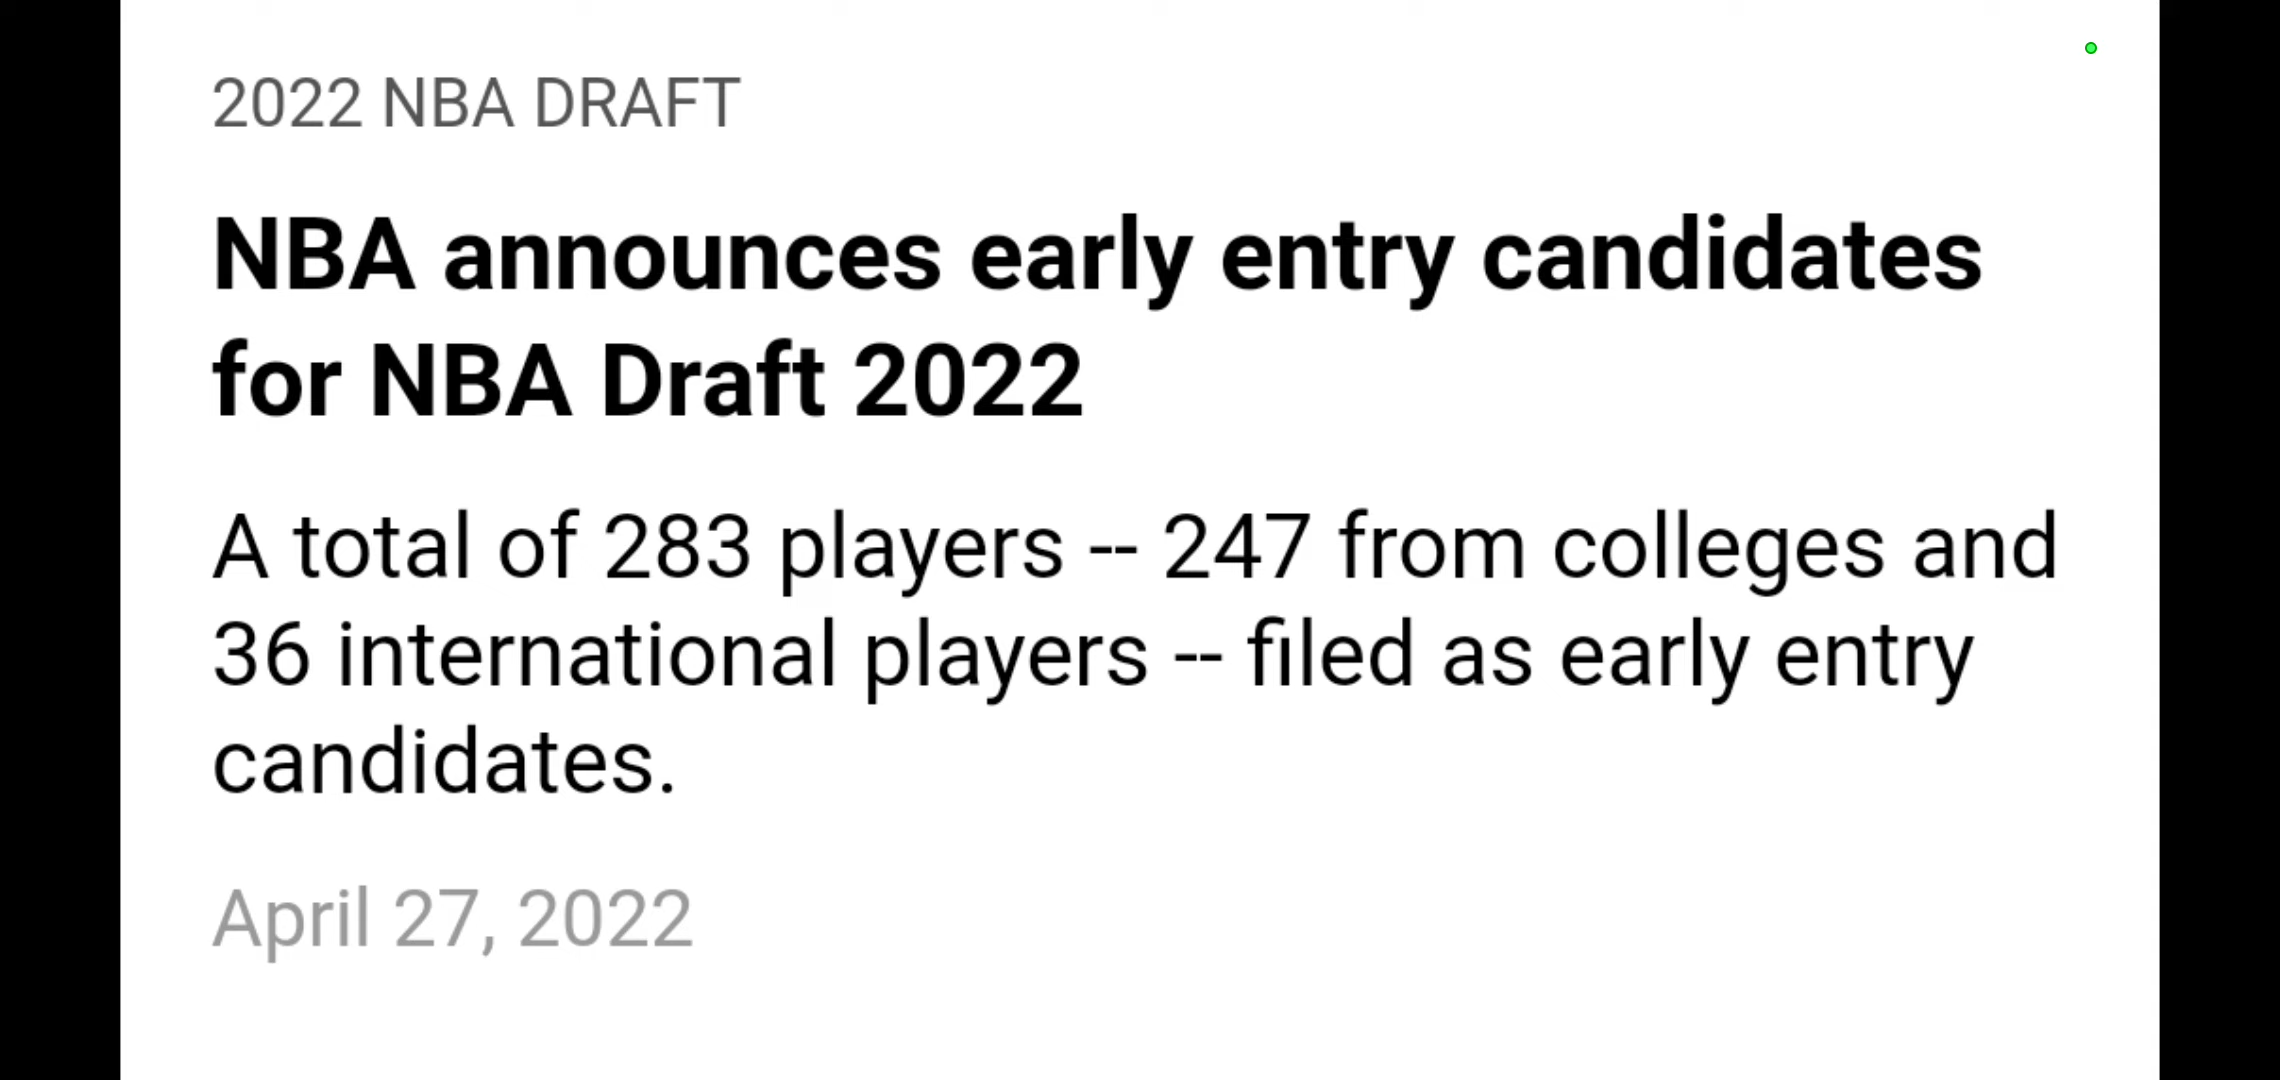 2022 NBA DRAFT
NBA announces early entry candidates
for NBA Draft 2022
A total of 283 players -- 247 from colleges and
36 international players -- filed as early entry
candidates.
April 27, 2022